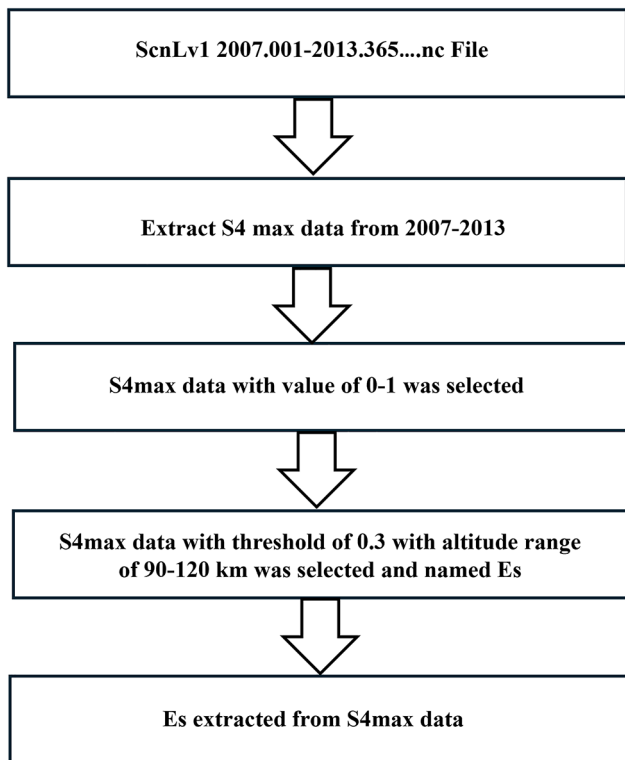 ScnLv1 2007.001-2013.365....nc File
Extract S4 max data from 2007-2013
S4max data with value of 0-1 was selected
S4max data with threshold of 0.3 with altitude range
of 90-120 km was selected and named Es
Es extracted from S4max data